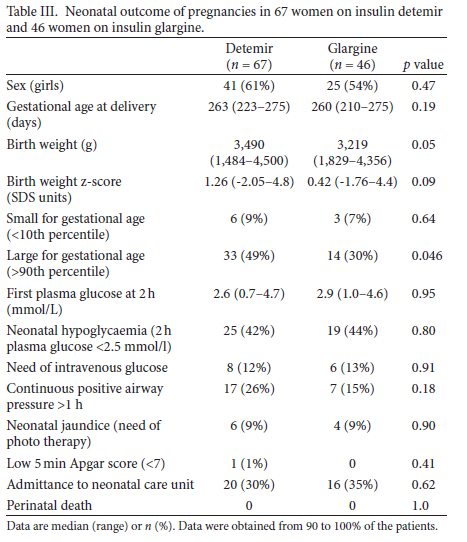 Table III. Neonatal outcome of pregnancies in 67 women on insulin detemir
and 46 women on insulin glargine.
Detemir Glargine
(n = 67) (n = 46) p value
Sex (girls) 41 (61%) 25 (54%) 0.47
Gestational age at delivery 263 (223–275) 260 (210–275) 0.19
(days)
Birth weight (g) 3,490 3,219 0.05
(1,484–4,500) (1,829–4,356)
Birth weight z-score 1.26 (-2.05–4.8) 0.42 (-1.76–4.4) 0.09
(SDS units)
Small for gestational age 6 (9%) 3 (7%) 0.64
(<10th percentile)
Large for gestational age 33 (49%) 14 (30%) 0.046
(>90th percentile)
First plasma glucose at 2 h 2.6 (0.7–4.7) 2.9 (1.0–4.6) 0.95
(mmol/L)
Neonatal hypoglycaemia (2 h 25 (42%) 19 (44%) 0.80
plasma glucose <2.5 mmol/l)
Need of intravenous glucose 8 (12%) 6 (13%) 0.91
Continuous positive airway 17 (26%) 7 (15%) 0.18
pressure >1 h
Neonatal jaundice (need of 6 (9%) 4 (9%) 0.90
photo therapy)
Low 5 min Apgar score (<7) 1 (1%) 0 0.41
Admittance to neonatal care unit 20 (30%) 16 (35%) 0.62
Perinatal death 0 0 1.0
Data are median (range) or n (%). Data were obtained from 90 to 100% of the patients.